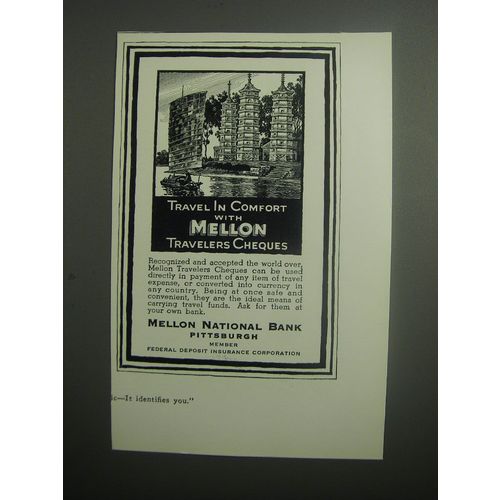 TRAVEL IN COMFORT
WITH
MELLON
TRAVELERS CHEQUES
Recognized and accepted the world over,
Mellon Travelers Cheques can be used
directly in payment of any item of travel
expense, or converted into currency in
any country. Being at once safe and
convenient, they are the ideal means of
carrying travel funds. Ask for them at
your own bank.
MELLON NATIONAL BANK
PITTSBURGH
MEMBER
FEDERAL DEPOSIT INSURANCE CORPORATION
ic—It identifies you."